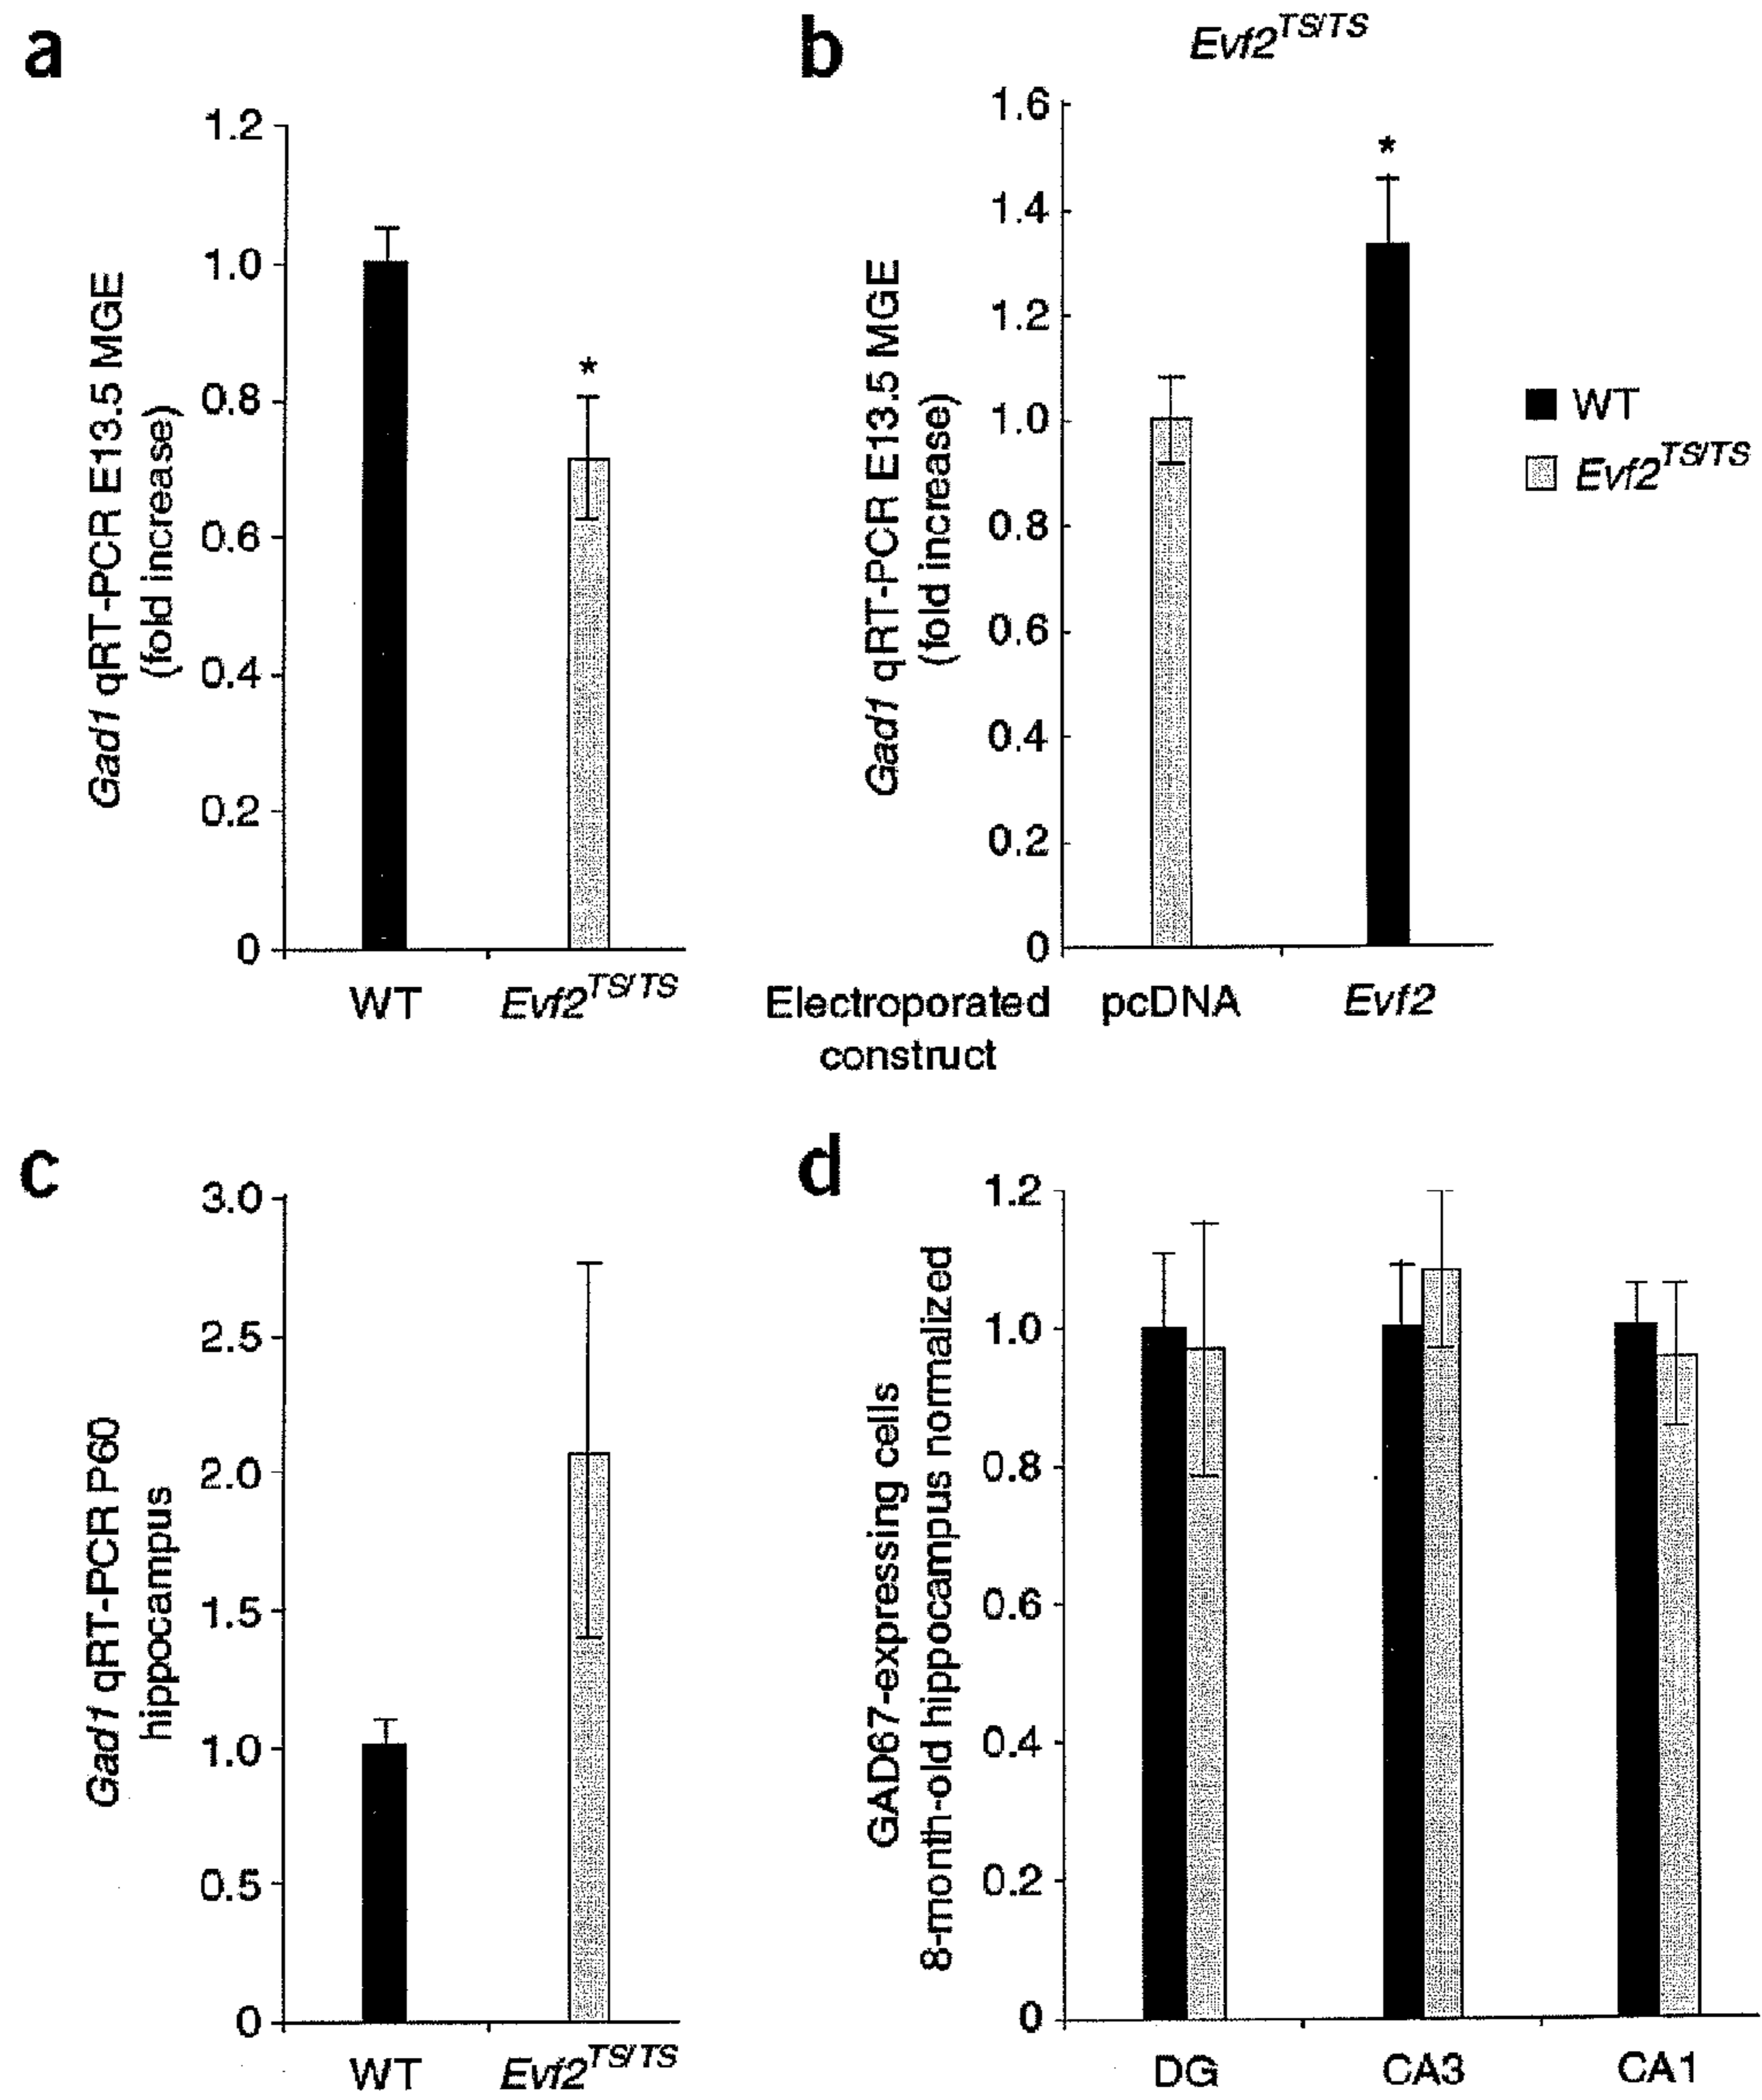 a
1.2
1.0
0.8
0.6
0.4
0.2
0
Gad1 qRT-PCR E13.5 MGE
(fold increase)
*
WT
Evf2TS/TS
b
Evf2TS/TS
1.6
1.4
1.2
1.0
0.8
0.6
0.4
0.2
0
Gad1 qRT-PCR E13.5 MGE
(fold increase)
*
Electroporated
construct
pcDNA
Evf2
WT
Evf2TS/TS
c
3.0
2.5
2.0
1.5
1.0
0.5
0
Gad1 qRT-PCR P60
hippocampus
WT
Evf2TS/TS
d
1.2
1.0
0.8
0.6
0.4
0.2
0
GAD67-expressing cells
8-month-old hippocampus normalized
DG
CA3
CA1